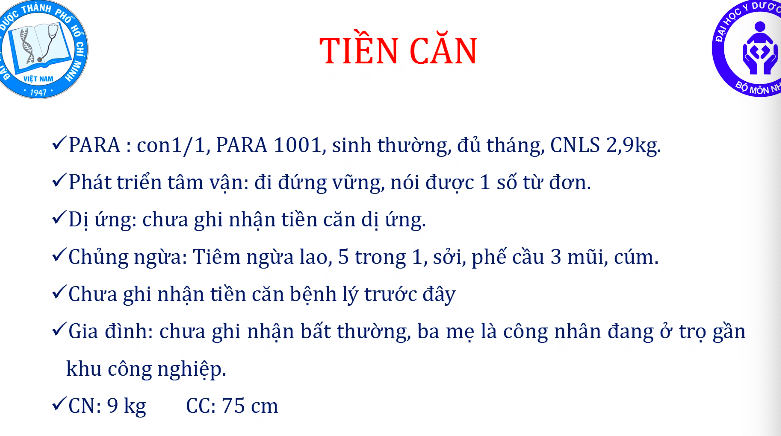 DƯỢC THÀNH PHỐ HỒ CHÍ MINH
VIỆT NAM
1947
ĐẠI HỌC Y DƯỢC
BỘ MÔN NH
TIỀN CĂN
✓PARA : con1/1, PARA 1001, sinh thường, đủ tháng, CNLS 2,9kg.
✓Phát triển tâm vận: đi đứng vững, nói được 1 số từ đơn.
✓Dị ứng: chưa ghi nhận tiền căn dị ứng.
✓Chủng ngừa: Tiêm ngừa lao, 5 trong 1, sởi, phế cầu 3 mũi, cúm.
✓Chưa ghi nhận tiền căn bệnh lý trước đây
✓Gia đình: chưa ghi nhận bất thường, ba mẹ là công nhân đang ở trọ gần
khu công nghiệp.
✓CN: 9 kg CC: 75 cm